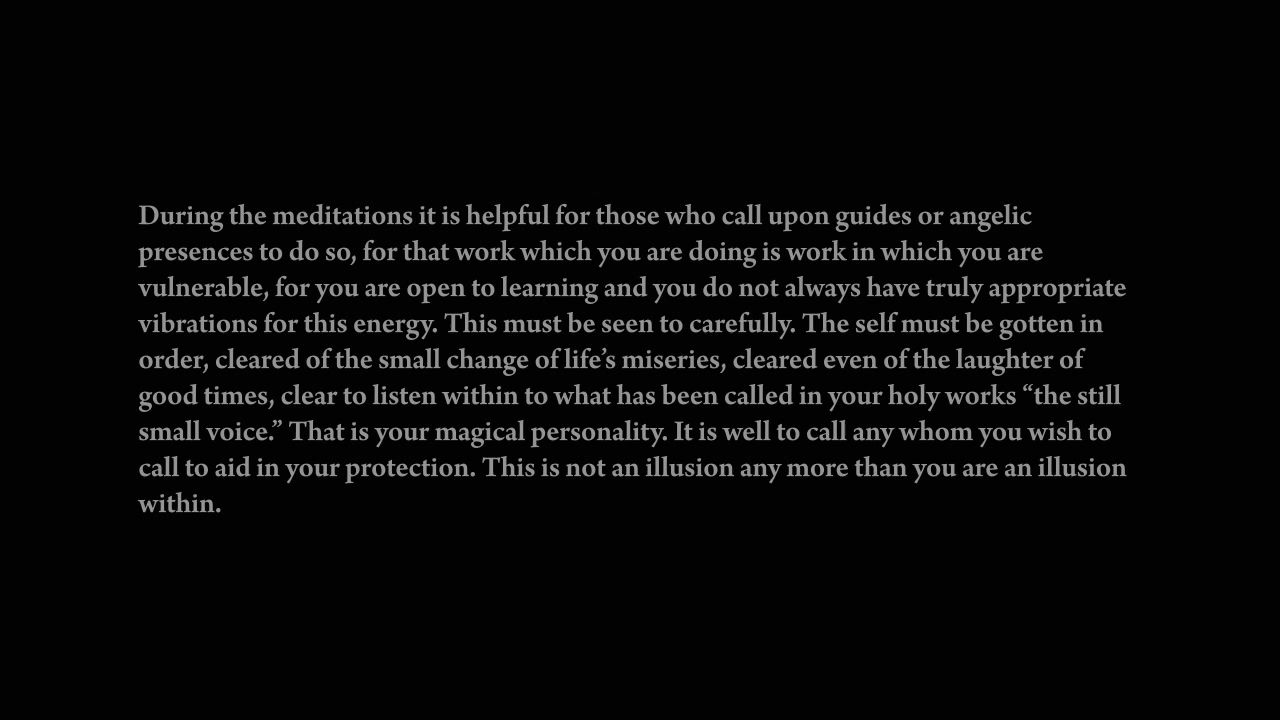 During the meditations it is helpful for those who call upon guides or angelic
presences to do so, for that work which you are doing is work in which you are
vulnerable, for you are open to learning and you do not always have truly appropriate
vibrations for this energy. This must be seen to carefully. The self must be gotten in
order, cleared of the small change of life’s miseries, cleared even of the laughter of
good times, clear to listen within to what has been called in your holy works “the still
small voice.” That is your magical personality. It is well to call any whom you wish to
call to aid in your protection. This is not an illusion any more than you are an illusion
within.